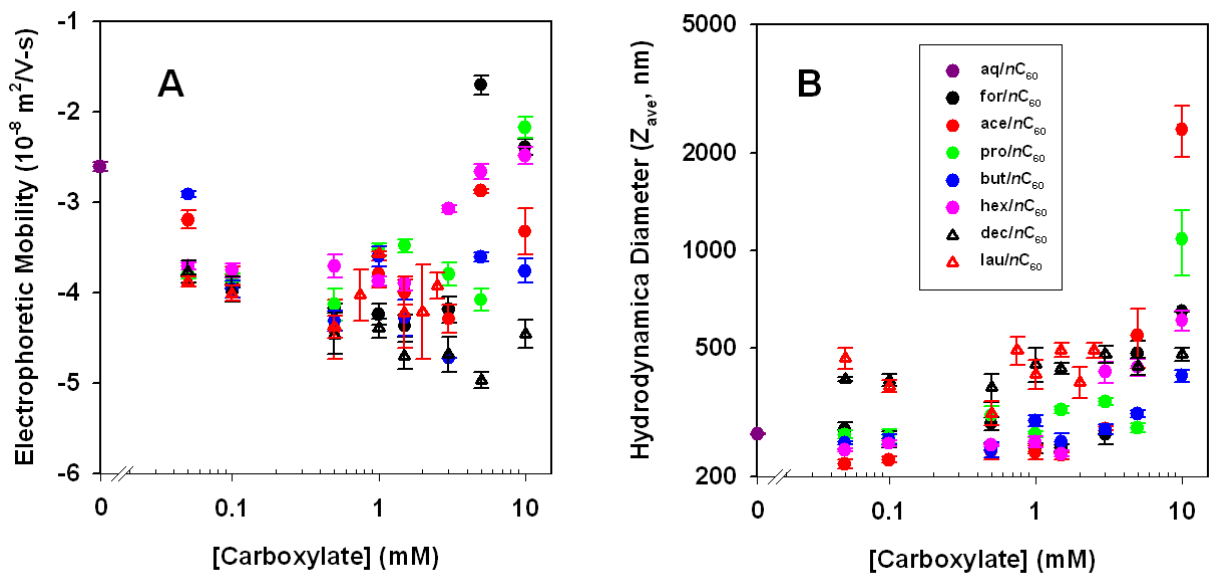 A
Electrophoretic Mobility (10⁻⁸ m²/V-s)
-1
-2
-3
-4
-5
-6
0
0.1
1
10
[Carboxylate] (mM)
B
Hydrodynamica Diameter (Z_ave, nm)
5000
2000
1000
500
200
aq/nC₆₀
for/nC₆₀
ace/nC₆₀
pro/nC₆₀
but/nC₆₀
hex/nC₆₀
dec/nC₆₀
lau/nC₆₀
0
0.1
1
10
[Carboxylate] (mM)